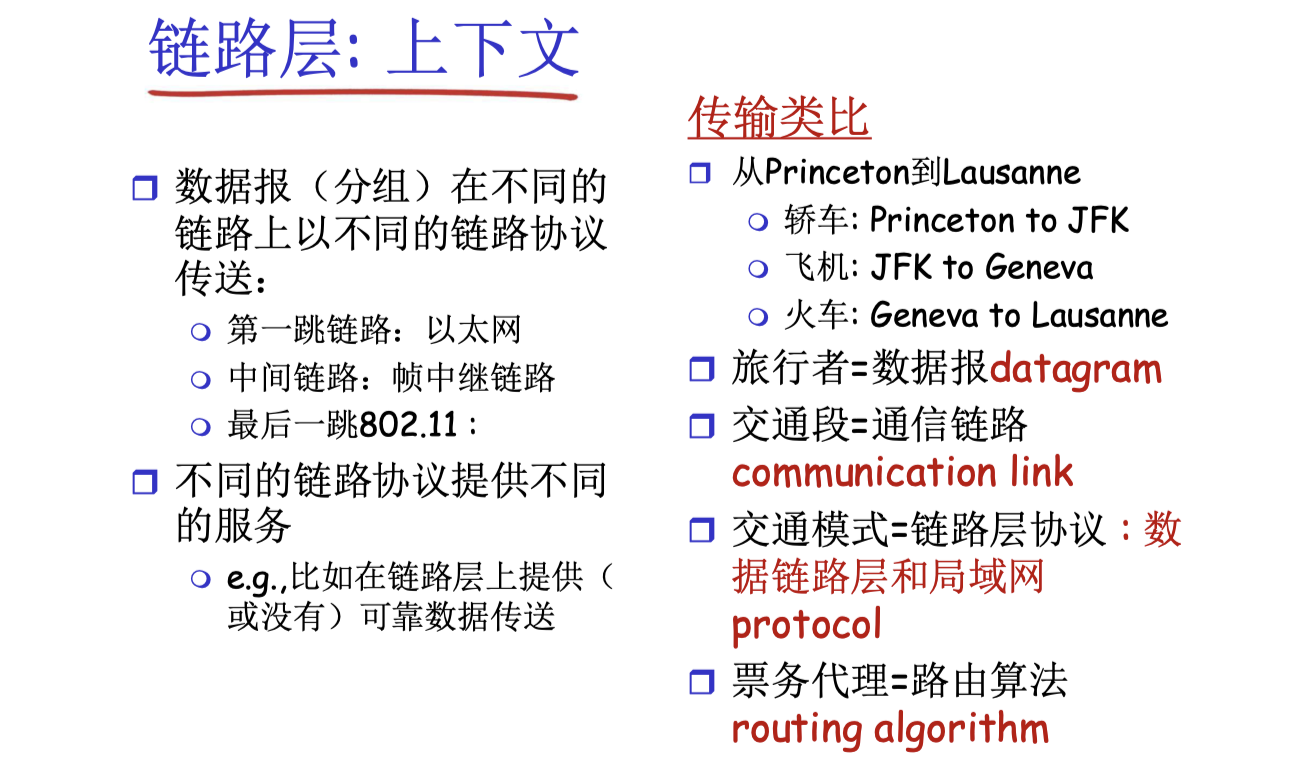 链路层: 上下文
数据报（分组）在不同的
链路上以不同的链路协议
传送：
第一跳链路：以太网
中间链路：帧中继链路
最后一跳802.11 :
不同的链路协议提供不同
的服务
e.g.,比如在链路层上提供（
或没有）可靠数据传送
传输类比
从Princeton到Lausanne
轿车: Princeton to JFK
飞机: JFK to Geneva
火车: Geneva to Lausanne
旅行者=数据报datagram
交通段=通信链路
communication link
交通模式=链路层协议 : 数
据链路层和局域网
protocol
票务代理=路由算法
routing algorithm